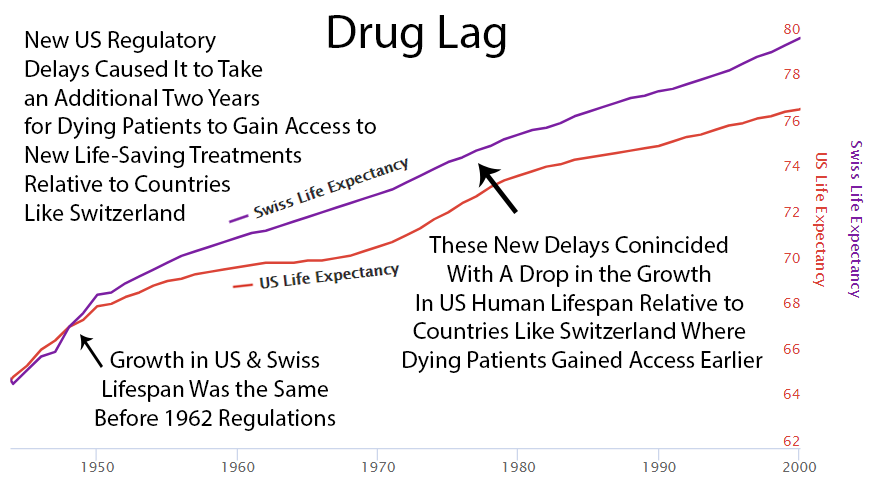 Drug Lag
New US Regulatory
Delays Caused It to Take
an Additional Two Years
for Dying Patients to Gain Access to
New Life-Saving Treatments
Relative to Countries
Like Switzerland
Swiss Life Expectancy
US Life Expectancy
These New Delays Conincided
With A Drop in the Growth
In US Human Lifespan Relative to
Countries Like Switzerland Where
Dying Patients Gained Access Earlier
Growth in US & Swiss
Lifespan Was the Same
Before 1962 Regulations
80
78
76
74
72
70
68
66
64
62
US Life Expectancy
Swiss Life Expectancy
1950 1960 1970 1980 1990 2000